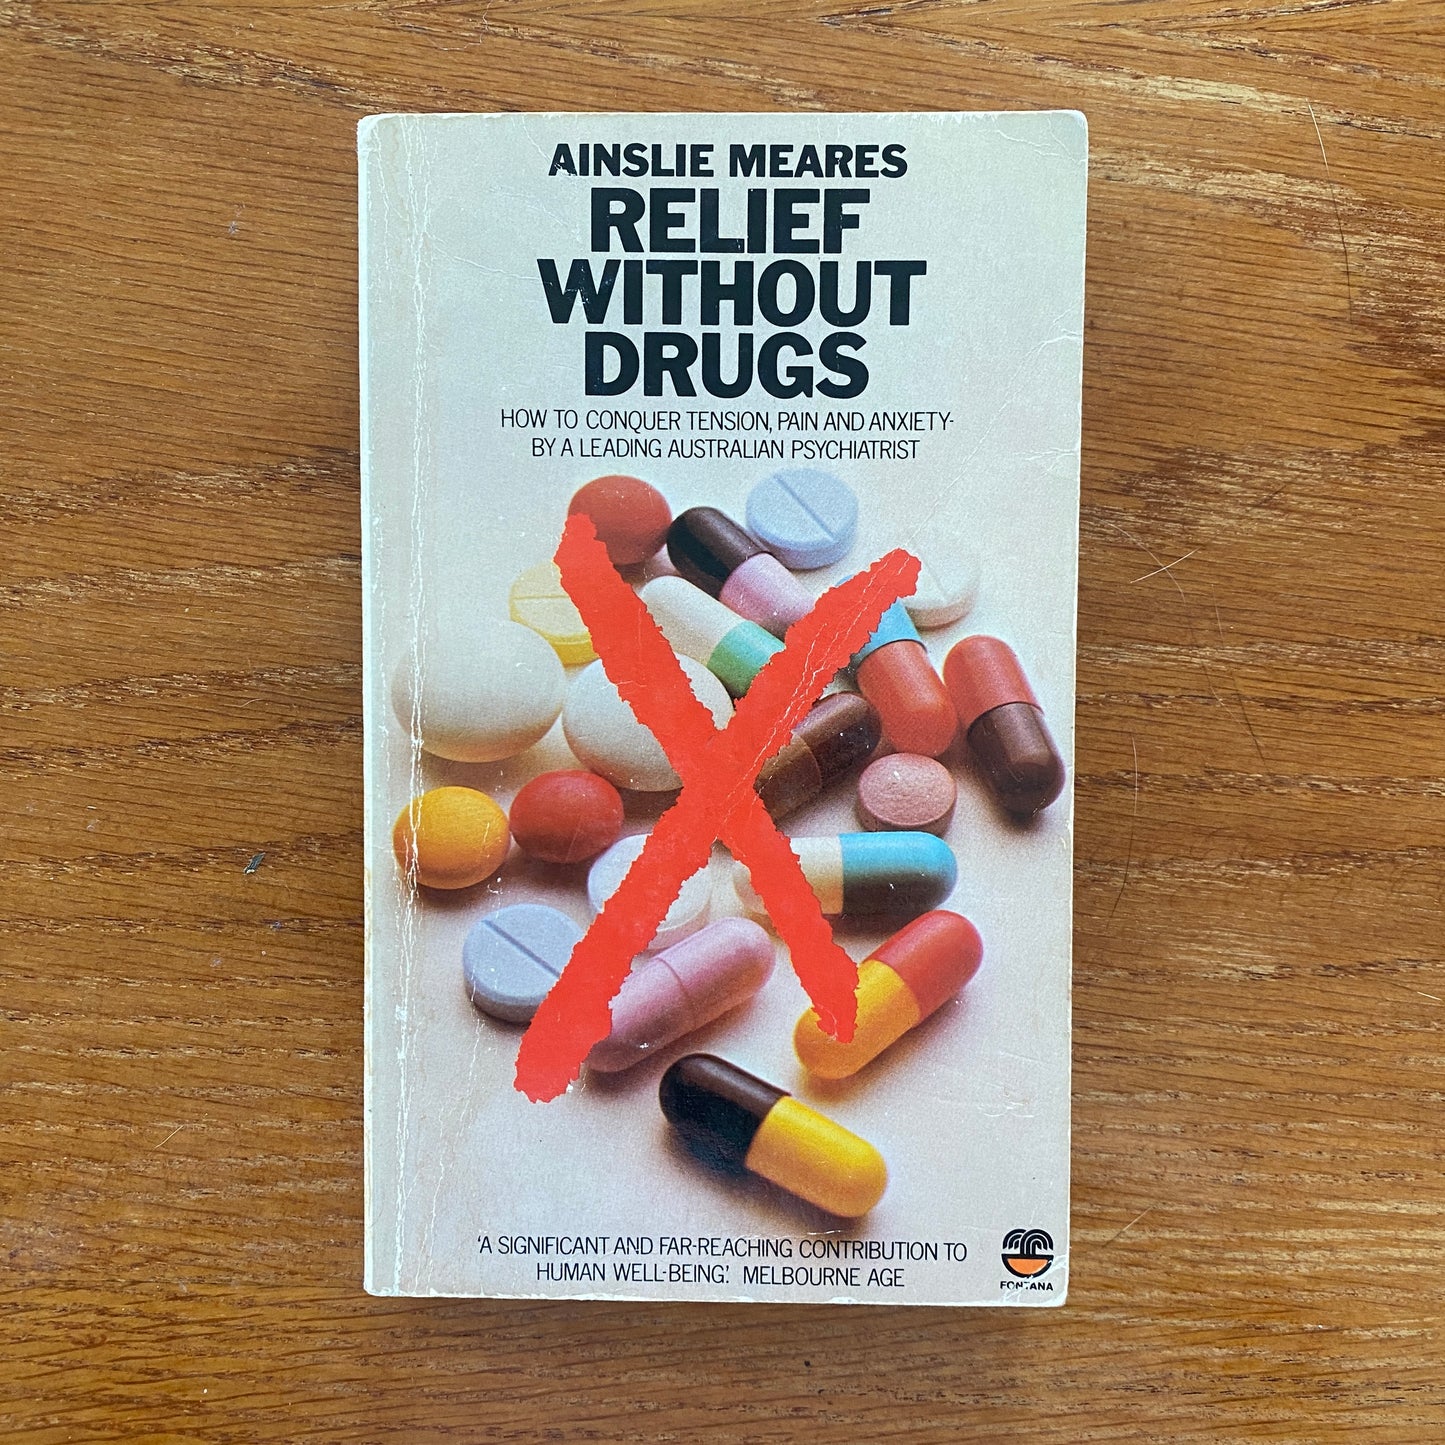 AINSLIE MEARES
RELIEF
WITHOUT
DRUGS
HOW TO CONQUER TENSION, PAIN AND ANXIETY-
BY A LEADING AUSTRALIAN PSYCHIATRIST
'A SIGNIFICANT AND FAR-REACHING CONTRIBUTION TO
HUMAN WELL-BEING'. MELBOURNE AGE
FONTANA